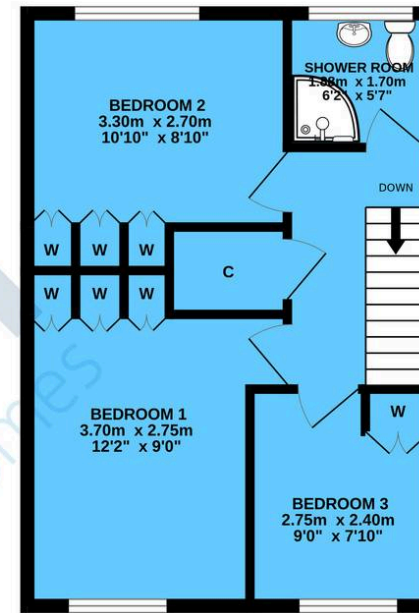 SHOWER ROOM
1.88m x 1.70m
6'2" x 5'7"
BEDROOM 2
3.30m x 2.70m
10'10" x 8'10"
DOWN
W W W
C
W W W
BEDROOM 1
3.70m x 2.75m
12'2" x 9'0"
W
BEDROOM 3
2.75m x 2.40m
9'0" x 7'10"
mes